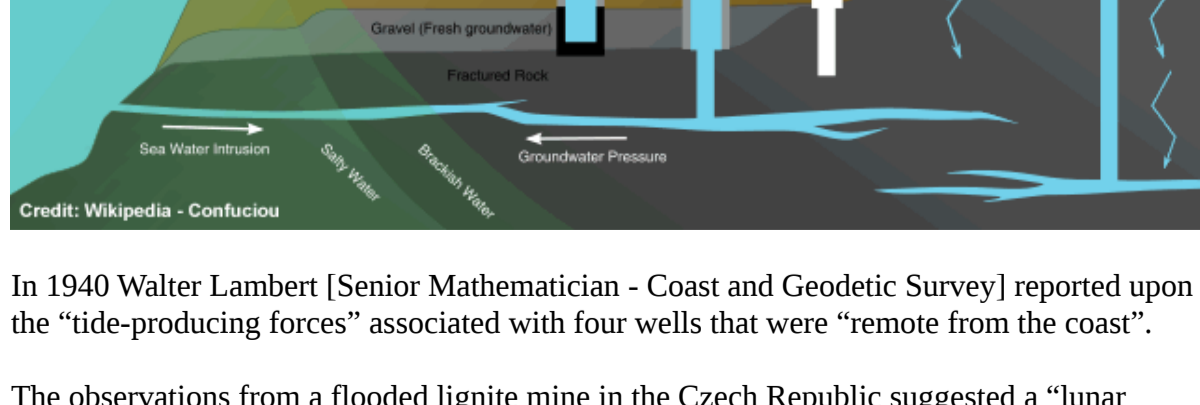 Gravel (Fresh groundwater)
Fractured Rock
Sea Water Intrusion
Salty Water
Brackish Water
Groundwater Pressure
Credit: Wikipedia - Confuciou
In 1940 Walter Lambert [Senior Mathematician - Coast and Geodetic Survey] reported upon
the “tide-producing forces” associated with four wells that were “remote from the coast”.
The observations from a flooded lignite mine in the Czech Republic suggested a “lunar